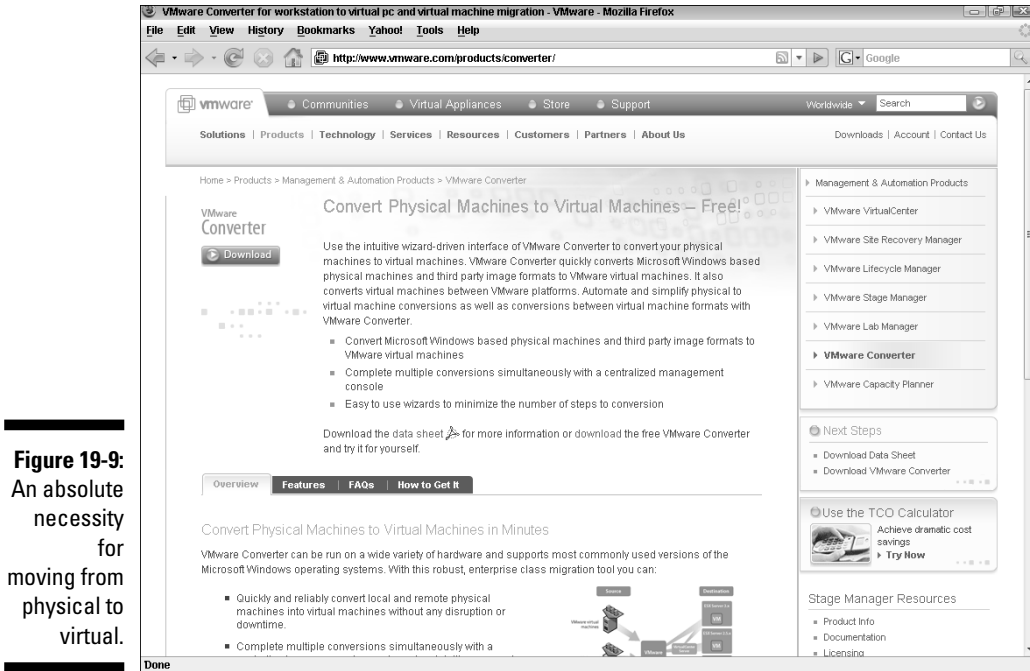 VMware Converter for workstation to virtual pc and virtual machine migration - VMware - Mozilla Firefox
File Edit View History Bookmarks Yahoo! Tools Help
http://www.vmware.com/products/converter/
G Google
vmware Communities Virtual Appliances Store Support Worldwide Search
Solutions | Products | Technology | Services | Resources | Customers | Partners | About Us
Downloads | Account | Contact Us
Home > Products > Management & Automation Products > VMware Converter
VMware
Converter
Download
Convert Physical Machines to Virtual Machines – Free!
Use the intuitive wizard-driven interface of VMware Converter to convert your physical
machines to virtual machines. VMware Converter quickly converts Microsoft Windows based
physical machines and third party image formats to VMware virtual machines. It also
converts virtual machines between VMware platforms. Automate and simplify physical to
virtual machine conversions as well as conversions between virtual machine formats with
VMware Converter.
Convert Microsoft Windows based physical machines and third party image formats to
VMware virtual machines
Complete multiple conversions simultaneously with a centralized management
console
Easy to use wizards to minimize the number of steps to conversion
Download the data sheet for more information or download the free VMware Converter
and try it for yourself.
Overview Features | FAQs | How to Get It
Convert Physical Machines to Virtual Machines in Minutes
VMware Converter can be run on a wide variety of hardware and supports most commonly used versions of the
Microsoft Windows operating systems. With this robust, enterprise class migration tool you can:
Quickly and reliably convert local and remote physical
machines into virtual machines without any disruption or
downtime.
Complete multiple conversions simultaneously with a
Source
Destination
VM
VMware
Management & Automation Products
VMware VirtualCenter
VMware Site Recovery Manager
VMware Lifecycle Manager
VMware Stage Manager
VMware Lab Manager
VMware Converter
VMware Capacity Planner
Next Steps
Download Data Sheet
Download VMware Converter
Use the TCO Calculator
Achieve dramatic cost
savings
Try Now
Stage Manager Resources
Product Info
Documentation
Licensing
Done
Figure 19-9:
An absolute
necessity
for
moving from
physical to
virtual.